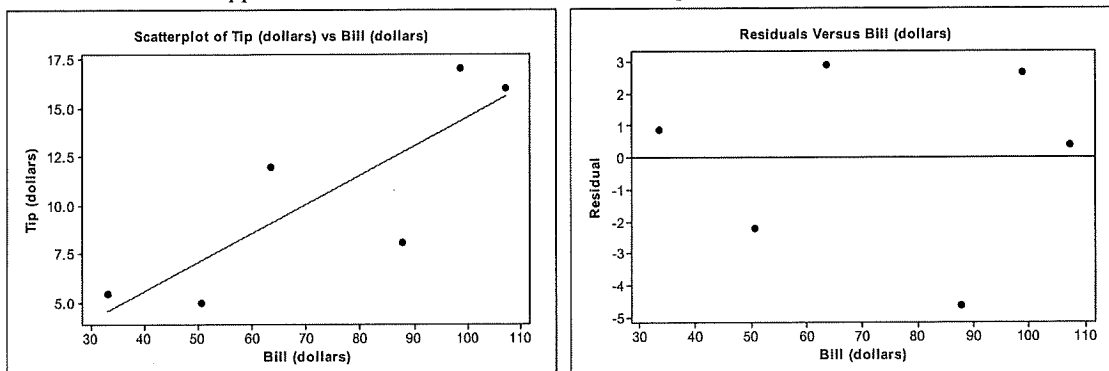 Scatterplot of Tip (dollars) vs Bill (dollars)
17.5
15.0
12.5
10.0
7.5
5.0
Tip (dollars)
30 40 50 60 70 80 90 100 110
Bill (dollars)
Residuals Versus Bill (dollars)
3
2
1
0
-1
-2
-3
-4
-5
Residual
30 40 50 60 70 80 90 100 110
Bill (dollars)